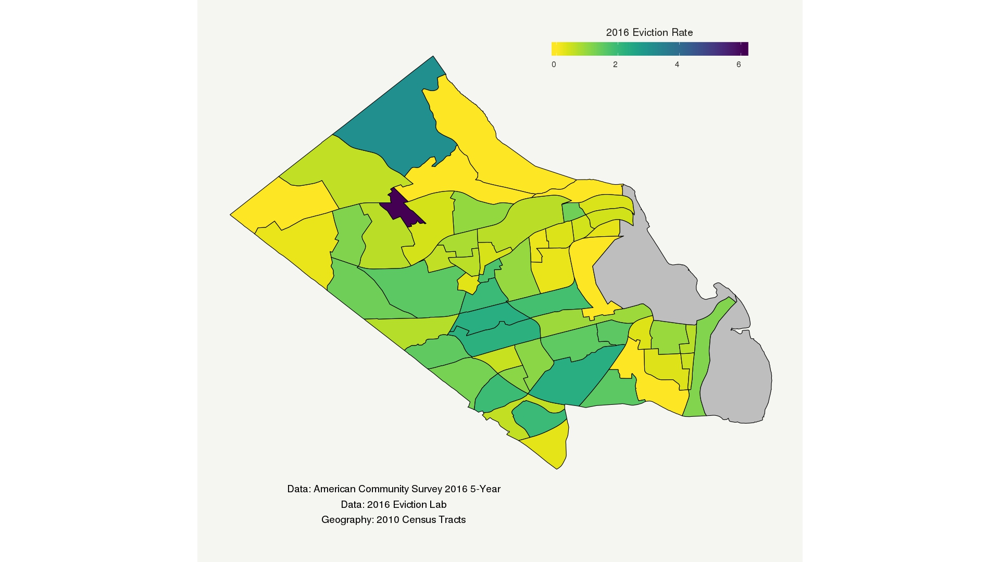 2016 Eviction Rate
0 2 4 6
Data: American Community Survey 2016 5-Year
Data: 2016 Eviction Lab
Geography: 2010 Census Tracts